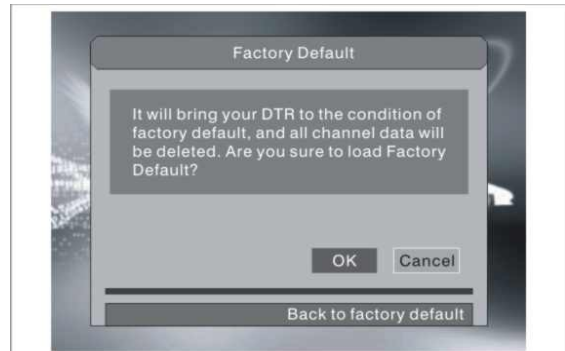 Factory Default
It will bring your DTR to the condition of
factory default, and all channel data will
be deleted. Are you sure to load Factory
Default?
OK Cancel
Back to factory default